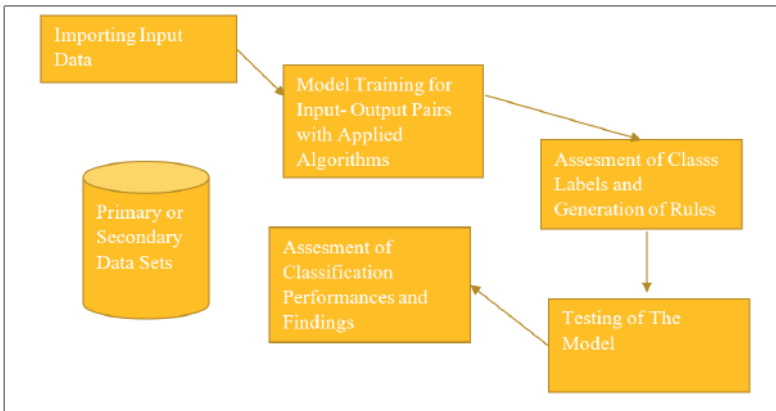 Importing Input
Data
Model Training for
Input- Output Pairs
with Applied
Algorithms
Assesment of Classs
Labels and
Generation of Rules
Primary or
Secondary
Data Sets
Assesment of
Classification
Performances and
Findings
Testing of The
Model